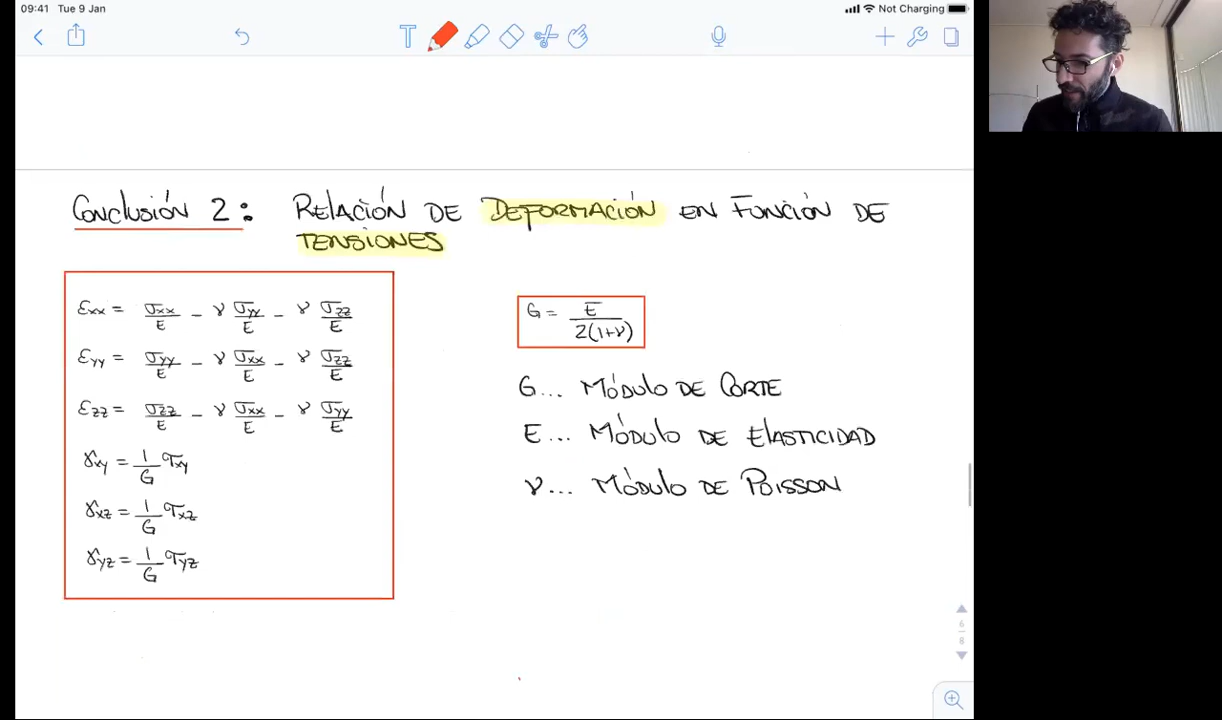 09:41 Tue 9 Jan
Not Charging
T
Conclusión 2: Relación de Deformación en Función de
Tensiones
εxx = σxx/E - ν σyy/E - ν σzz/E
εyy = σyy/E - ν σxx/E - ν σzz/E
εzz = σzz/E - ν σxx/E - ν σyy/E
γxy = 1/G τxy
γxz = 1/G τxz
γyz = 1/G τyz
G = E/2(1+ν)
G... Módulo de Corte
E... Módulo de Elasticidad
ν... Módulo de Poisson
6
8